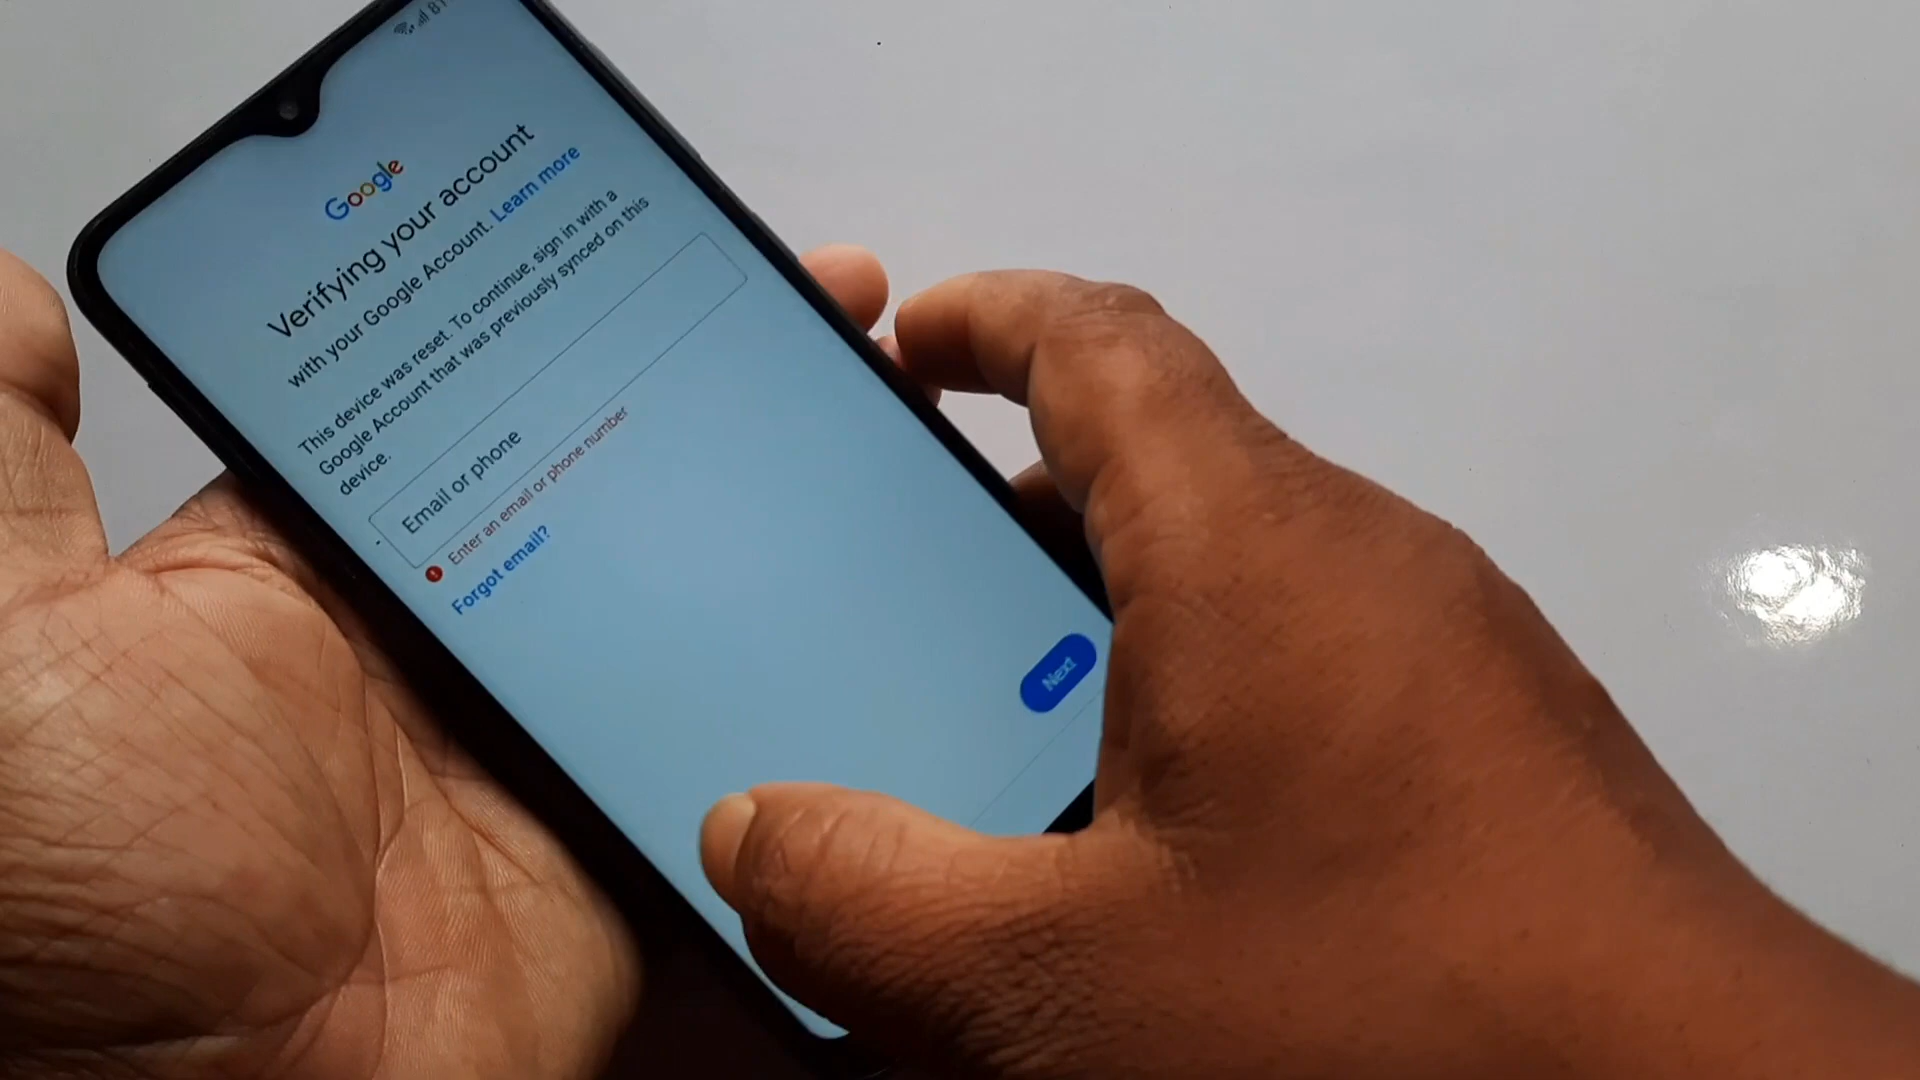 81
Google
Verifying your account
with your Google Account. Learn more
This device was reset. To continue, sign in with a
Google Account that was previously synced on this
device.
Email or phone
Enter an email or phone number
Forgot email?
Next